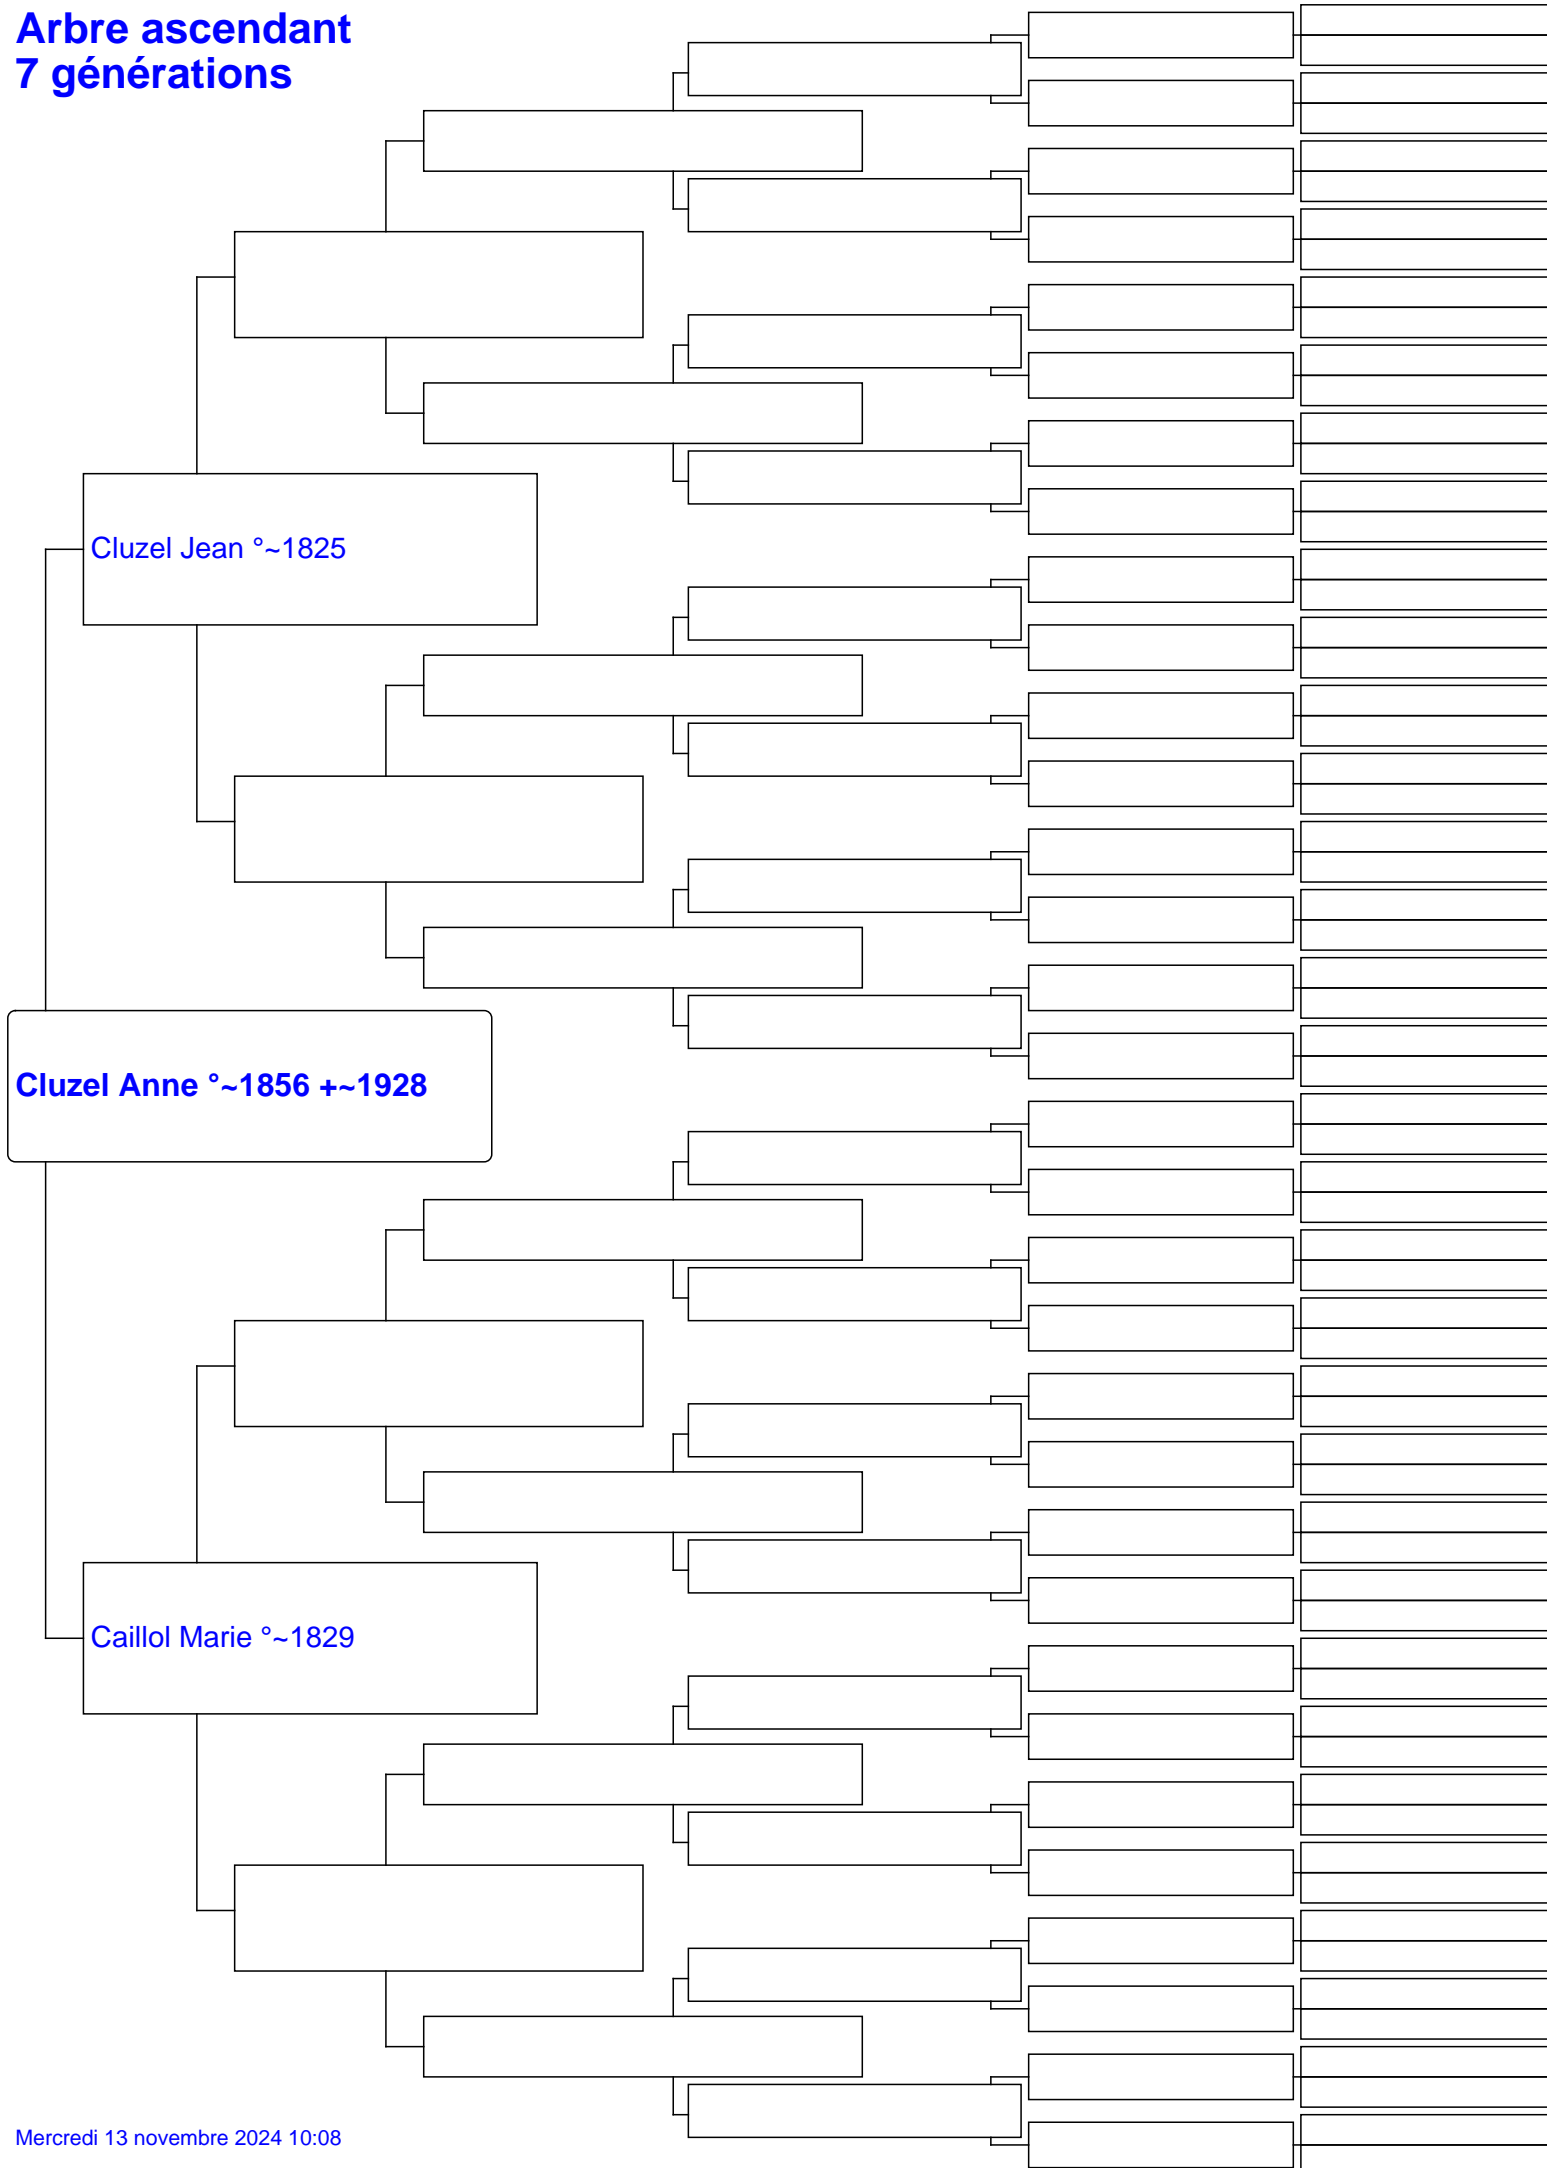 Arbre ascendant
7 générations
Cluzel Jean °~1825
Cluzel Anne °~1856 +~1928
Caillol Marie °~1829
Mercredi 13 novembre 2024 10:08